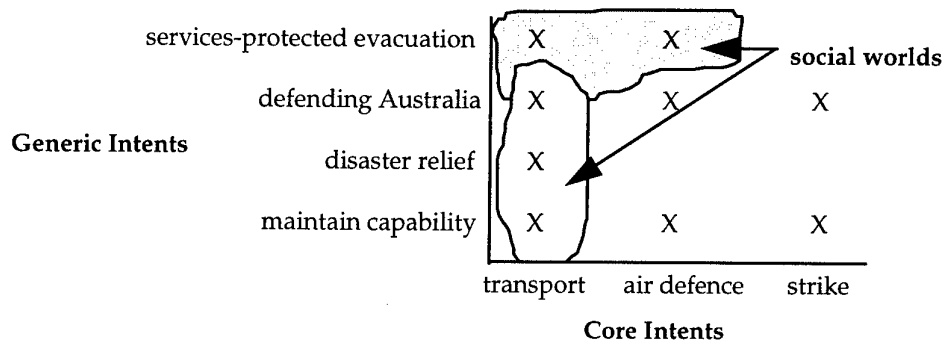 services-protected evacuation X X
social worlds
defending Australia X X X
Generic Intents
disaster relief X
maintain capability X X X
transport air defence strike
Core Intents